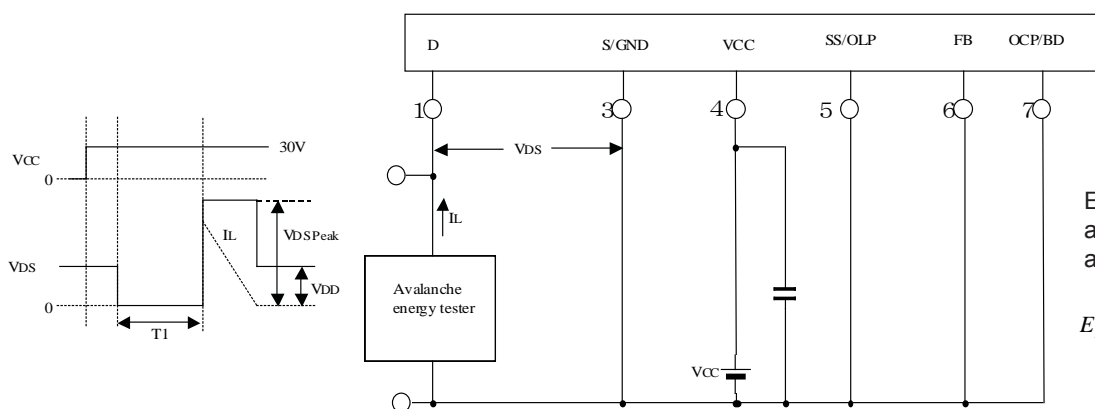 D S/GND VCC SS/OLP FB OCP/BD
1 3 4 5 6 7
VDS
VCC
30V
0
IL
VDSPeak
VDS
VDD
0
T1
IL
Avalanche
energy tester
VCC
E
a
a
E